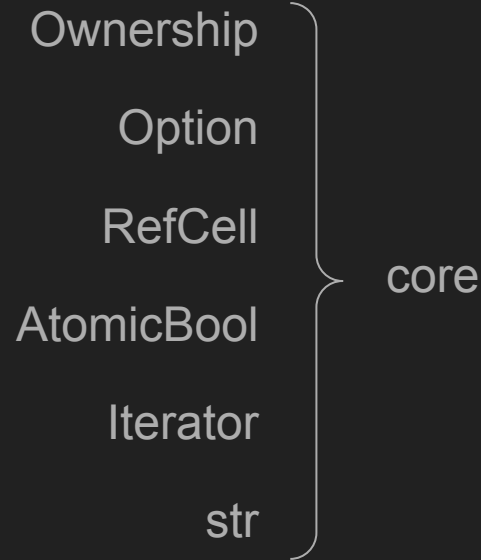 Ownership
Option
RefCell
AtomicBool
Iterator
str
core